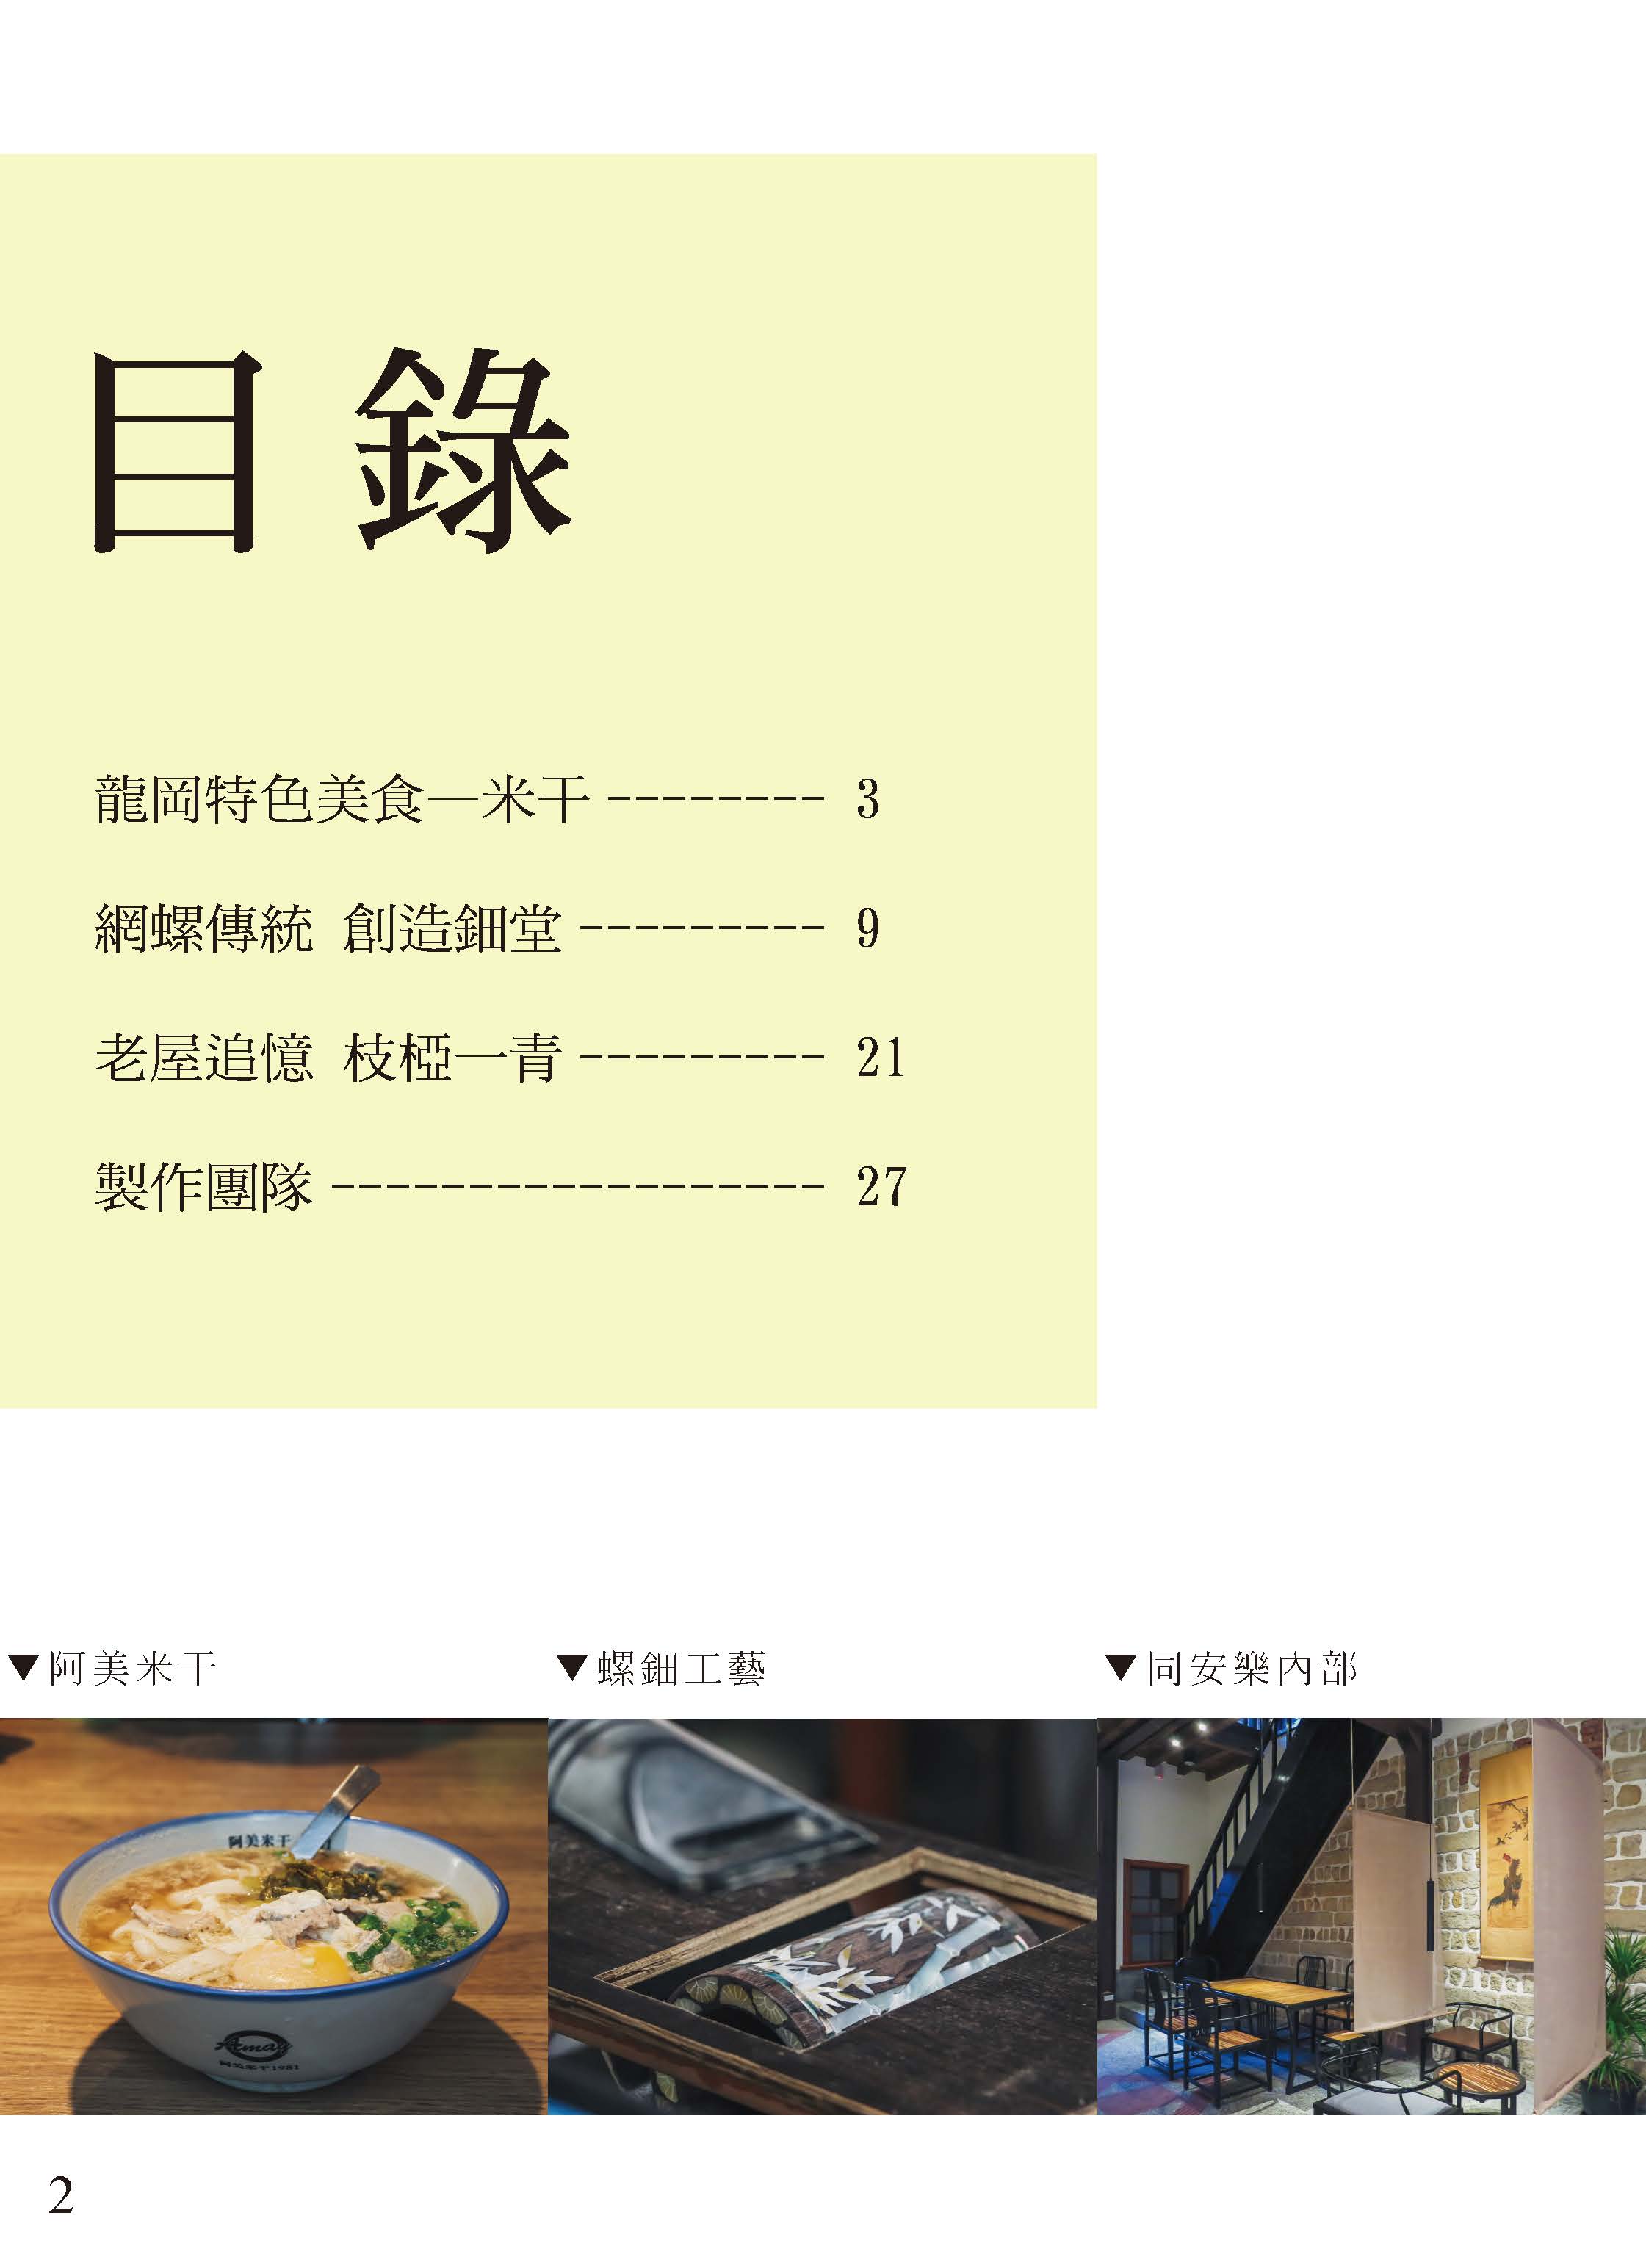 目錄
龍岡特色美食—米干 -------- 3
網螺傳統 創造鈿堂 --------- 9
老屋追憶 枝椏一青 --------- 21
製作團隊 ------------------ 27
▼阿美米干
▼螺鈿工藝
▼同安樂內部
阿美米干
Amay
阿美米干1981
2